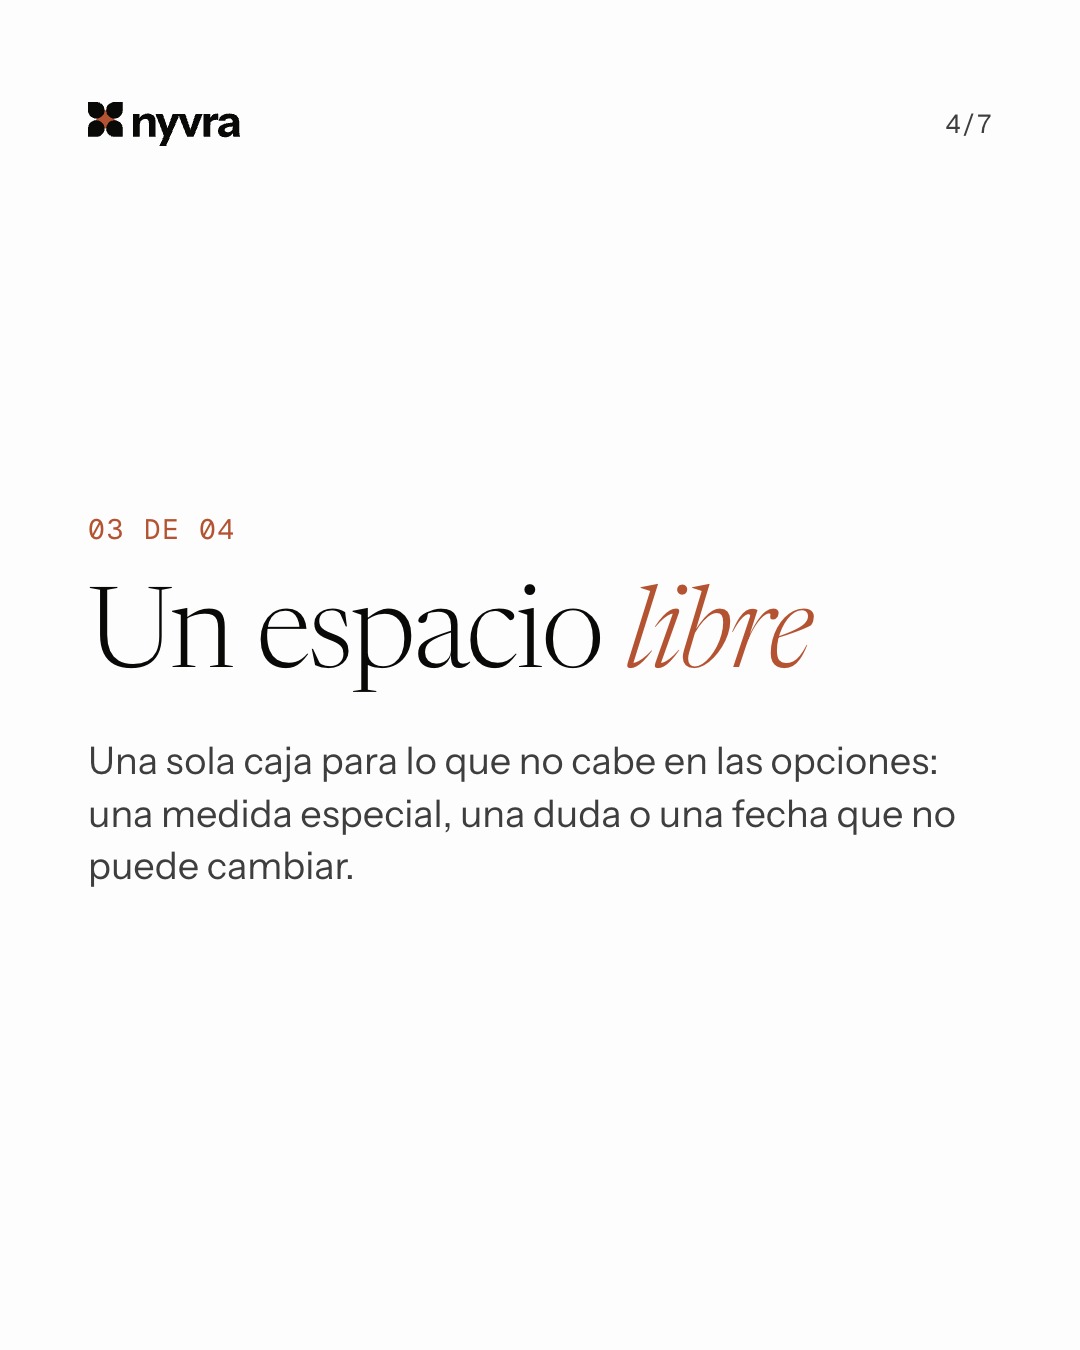 nyvra
4/7
03 DE 04
Un espacio libre
Una sola caja para lo que no cabe en las opciones:
una medida especial, una duda o una fecha que no
puede cambiar.